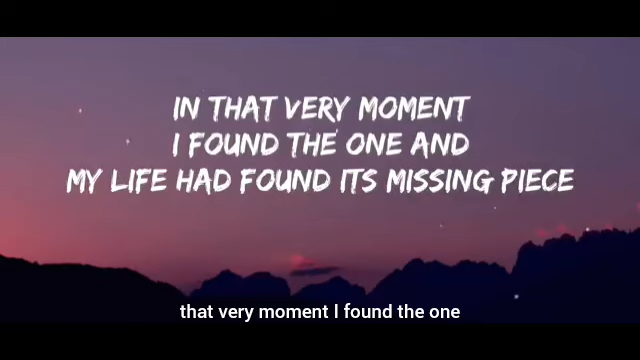 IN THAT VERY MOMENT
I FOUND THE ONE AND
MY LIFE HAD FOUND ITS MISSING PIECE
that very moment I found the one